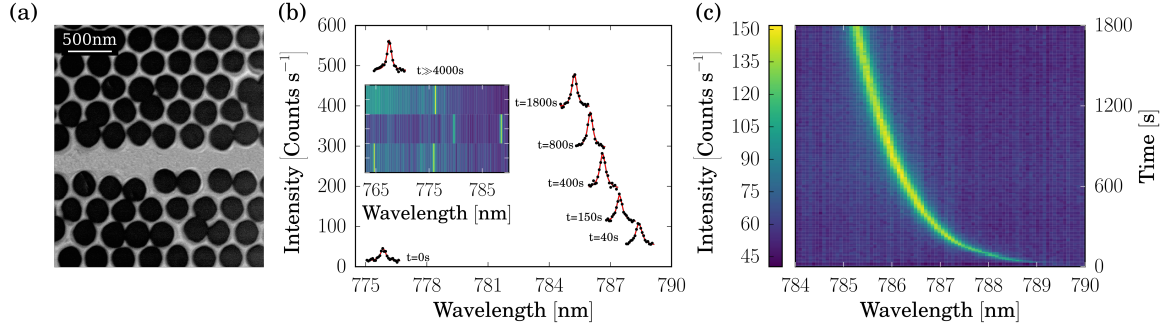 (a)
500nm
(b)
Intensity [Counts s⁻¹]
600
500
400
300
200
100
0
t≫4000s
t=1800s
t=800s
t=400s
t=150s
t=40s
t=0s
765 775 785
Wavelength [nm]
775 778 781 784 787 790
Wavelength [nm]
(c)
Intensity [Counts s⁻¹]
150
135
120
105
90
75
60
45
1800
1200
600
0
Time [s]
784 785 786 787 788 789 790
Wavelength [nm]